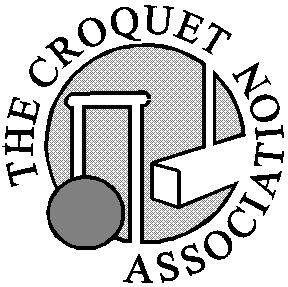 THE CROQUET ASSOCIATION